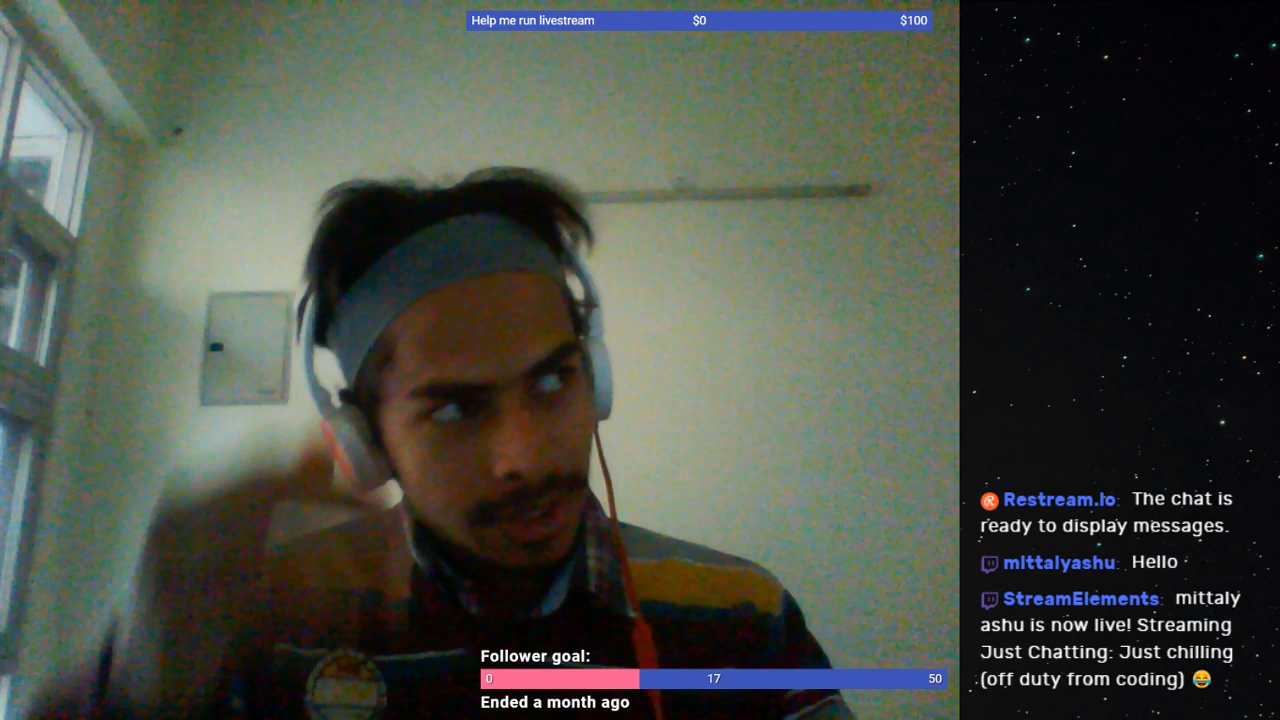 Help me run livestream $0 $100
Follower goal:
0 17 50
Ended a month ago
Restream.io: The chat is
ready to display messages.
mittalyashu: Hello
StreamElements: mittaly
ashu is now live! Streaming
Just Chatting: Just chilling
(off duty from coding) 😂